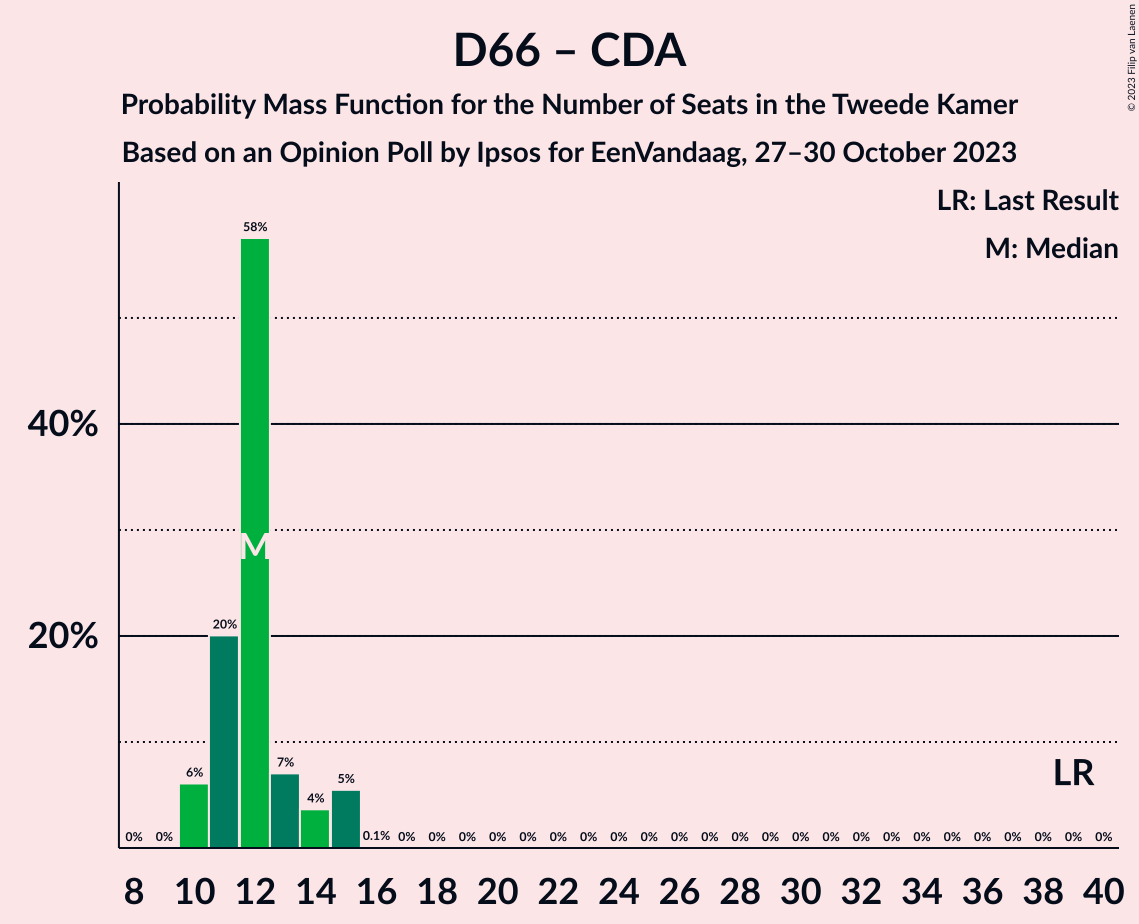 D66 – CDA
Probability Mass Function for the Number of Seats in the Tweede Kamer
Based on an Opinion Poll by Ipsos for EenVandaag, 27–30 October 2023
© 2023 Filip van Laenen
LR: Last Result
M: Median
40%
20%
58%
M
20%
6%
7%
4%
5%
LR
0% 0% 0.1% 0% 0% 0% 0% 0% 0% 0% 0% 0% 0% 0% 0% 0% 0% 0% 0% 0% 0% 0% 0% 0% 0% 0% 0%
8 10 12 14 16 18 20 22 24 26 28 30 32 34 36 38 40